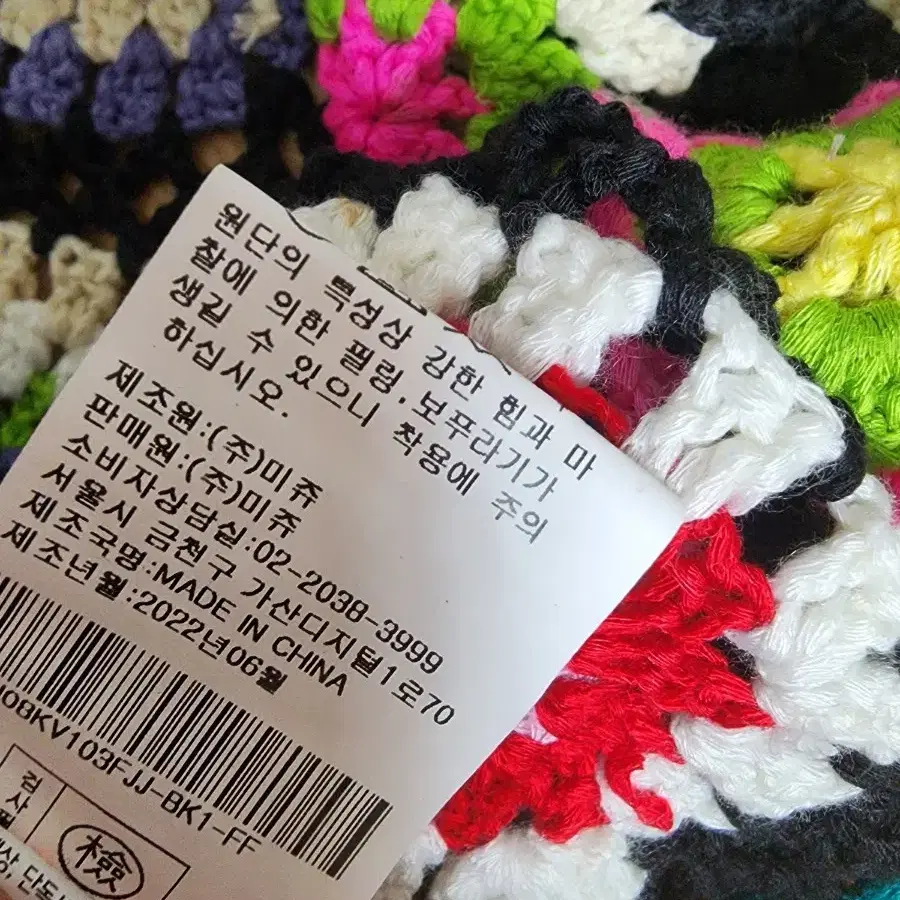 원단의 특성상 강한 힘과 마
찰에 의한 필링,보푸라기가
생길 수 있으니 착용에 주의
하십시오.
제조원:(주)미쥬
판매원:(주)미쥬
소비자상담실:02-2038-3999
서울시 금천구 가산디지털1로70
제조국명:MADE IN CHINA
제조년월:2022년06월
08KV103FJJ-BK1-FF
검사
檢